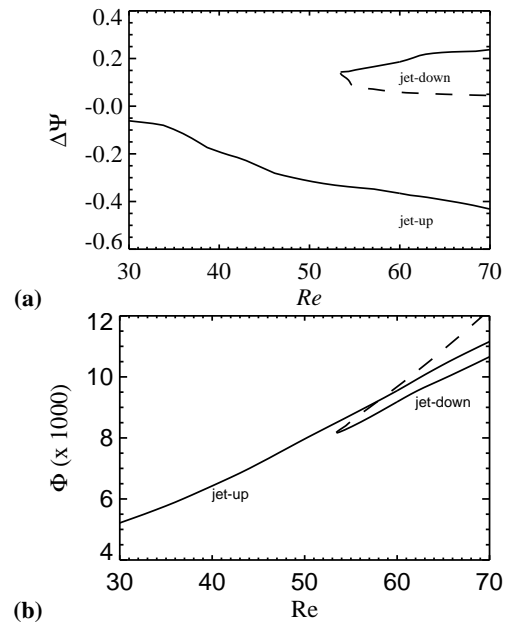 0.4
0.2
-0.0
-0.2
-0.4
-0.6
ΔΨ
jet-down
jet-up
30 40 50 60 70
Re
(a)
12
10
8
6
4
Φ (x 1000)
jet-down
jet-up
30 40 50 60 70
Re
(b)